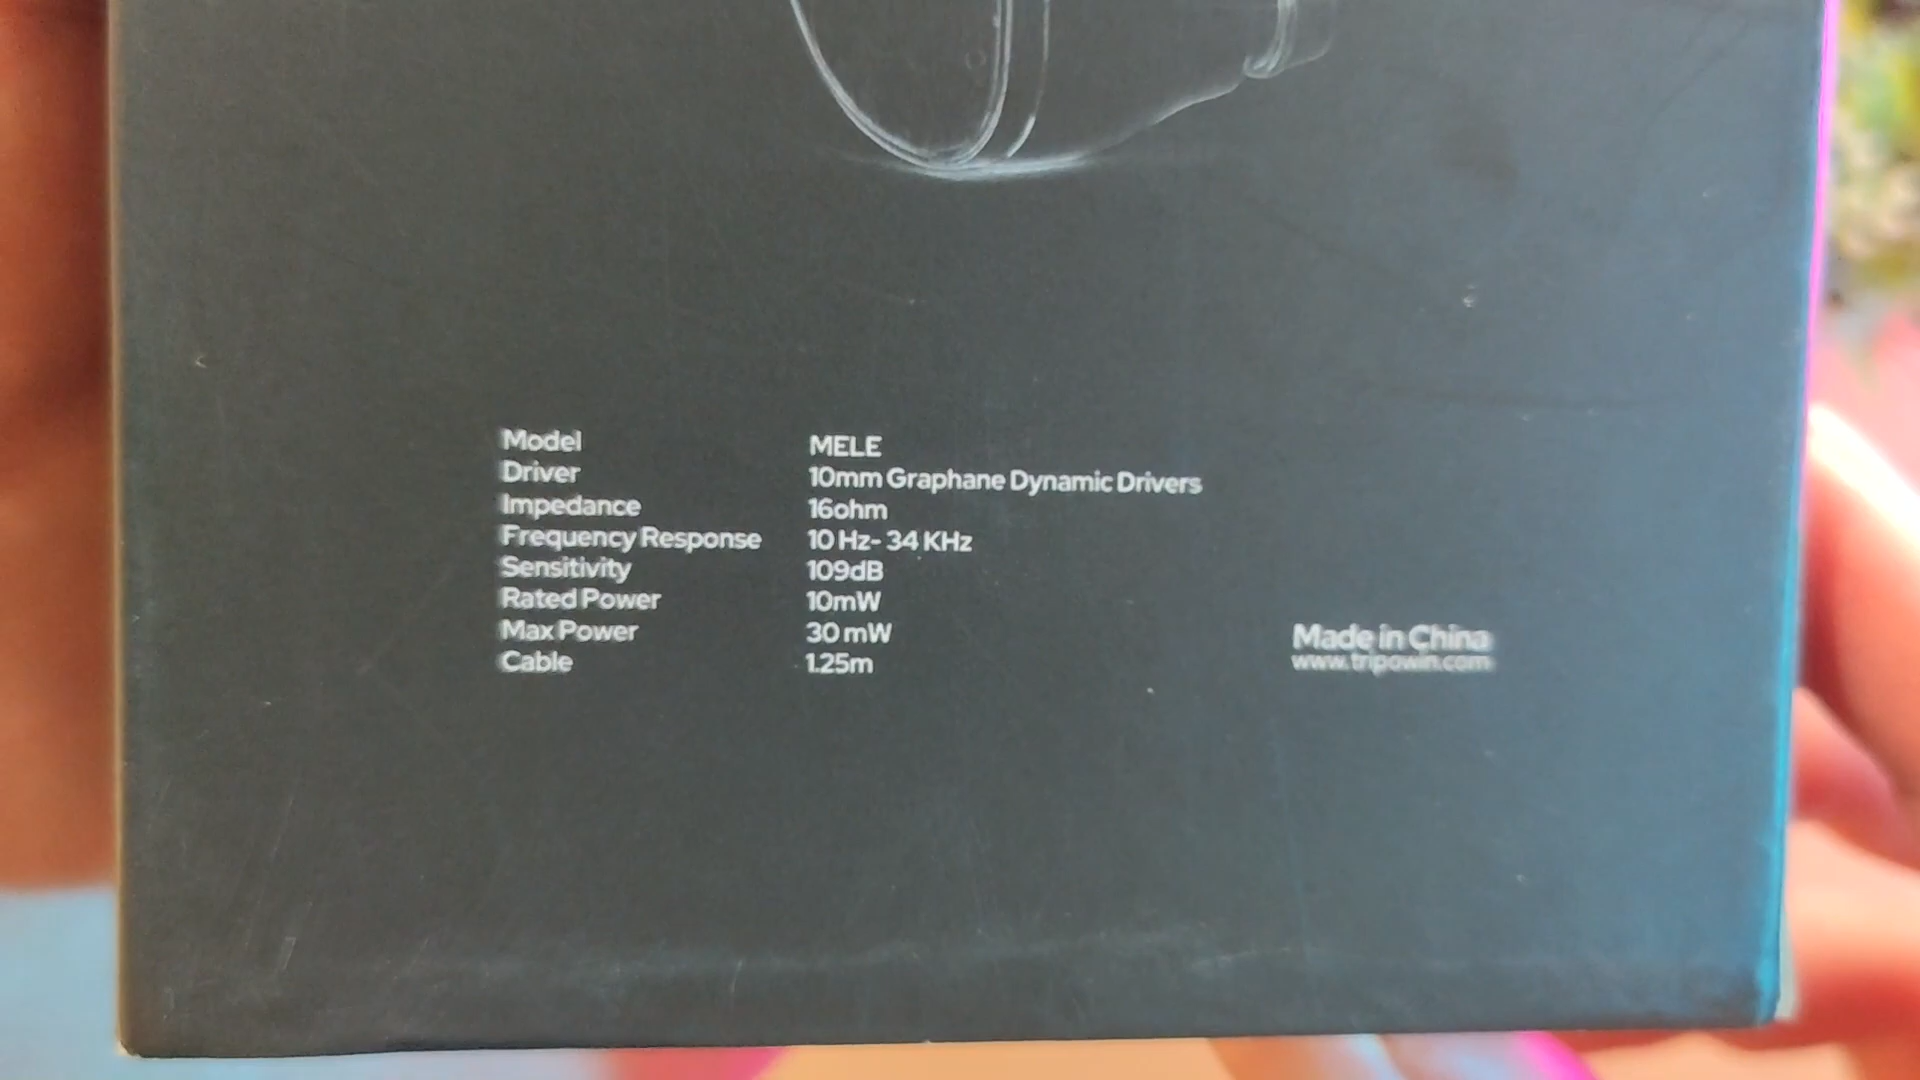 Model MELE
Driver 10mm Graphane Dynamic Drivers
Impedance 16ohm
Frequency Response 10 Hz- 34 KHz
Sensitivity 109dB
Rated Power 10mW
Max Power 30 mW
Cable 1.25m
Made in China
www.tripowin.com